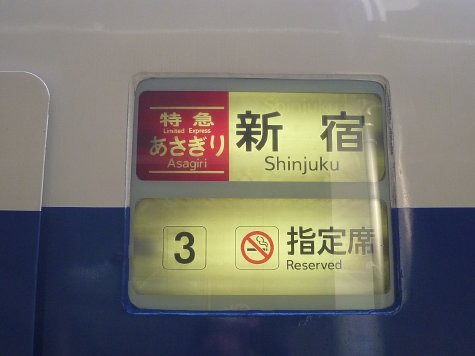 特急
Limited Express
あさぎり
Asagiri
新宿
Shinjuku
3
指定席
Reserved